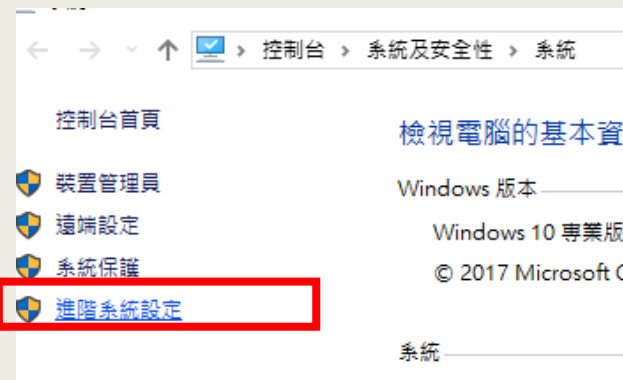 控制台 > 系統及安全性 > 系統
控制台首頁
檢視電腦的基本資
裝置管理員
Windows 版本
遠端設定
Windows 10 專業版
系統保護
© 2017 Microsoft C
進階系統設定
系統